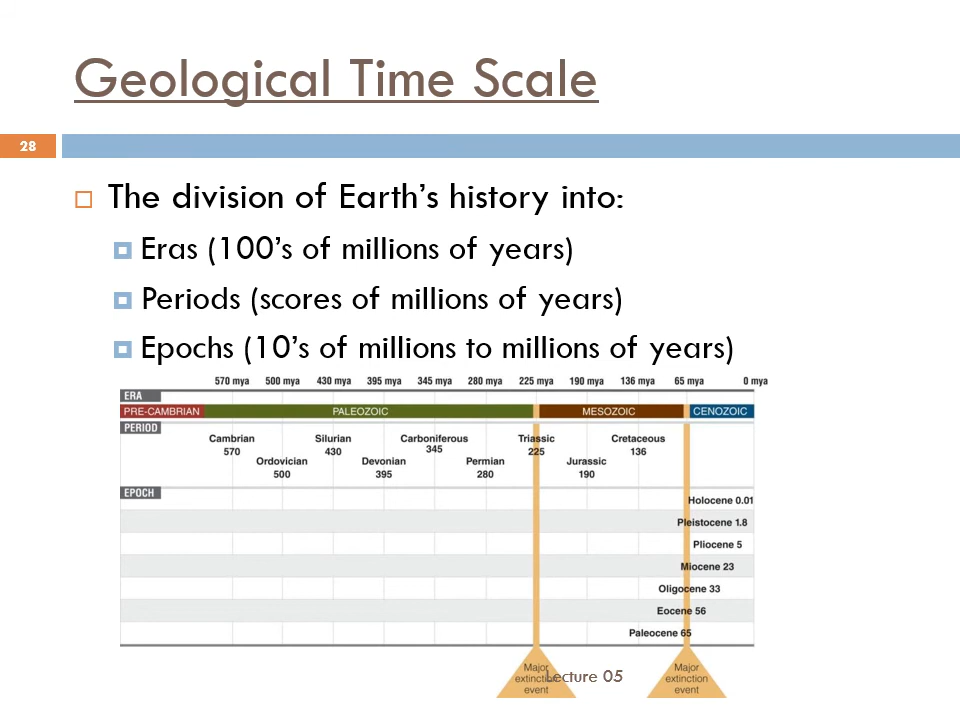 Geological Time Scale
28
The division of Earth's history into:
Eras (100's of millions of years)
Periods (scores of millions of years)
Epochs (10's of millions to millions of years)
570 mya 500 mya 430 mya 395 mya 345 mya 280 mya 225 mya 190 mya 136 mya 65 mya 0 mya
ERA
PRE-CAMBRIAN PALEOZOIC MESOZOIC CENOZOIC
PERIOD
Cambrian Silurian Carboniferous Triassic Cretaceous
570 430 345 225 136
Ordovician Devonian Permian Jurassic
500 395 280 190
EPOCH
Holocene 0.01
Pleistocene 1.8
Pliocene 5
Miocene 23
Oligocene 33
Eocene 56
Paleocene 65
Major
extinction
event
Major
extinction
event
Lecture 05